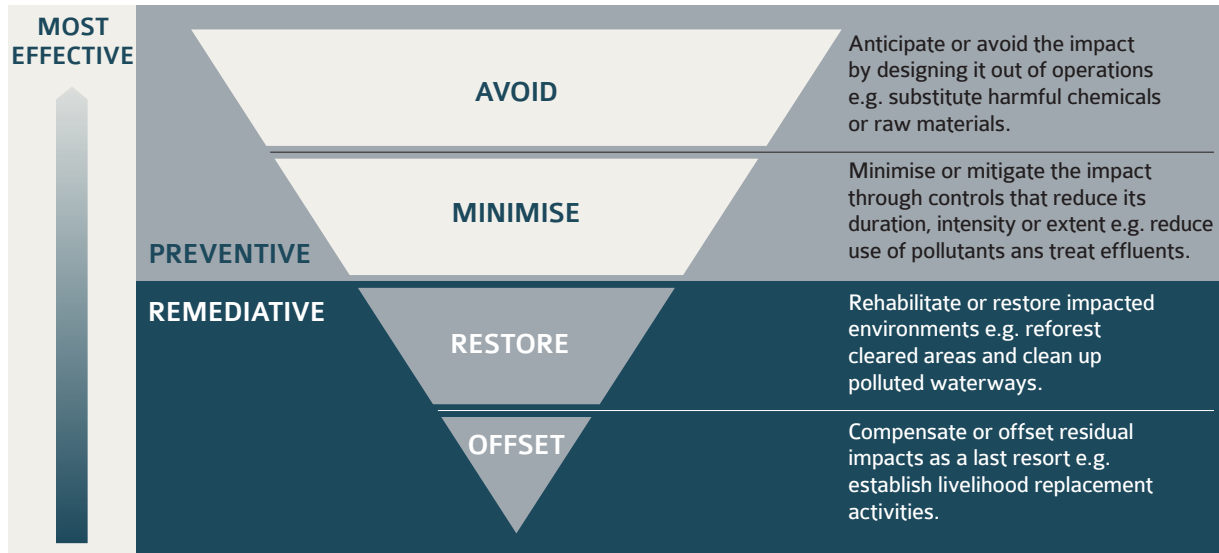 MOST
EFFECTIVE
AVOID
Anticipate or avoid the impact
by designing it out of operations
e.g. substitute harmful chemicals
or raw materials.
MINIMISE
Minimise or mitigate the impact
through controls that reduce its
duration, intensity or extent e.g. reduce
use of pollutants ans treat effluents.
PREVENTIVE
REMEDIATIVE
RESTORE
Rehabilitate or restore impacted
environments e.g. reforest
cleared areas and clean up
polluted waterways.
OFFSET
Compensate or offset residual
impacts as a last resort e.g.
establish livelihood replacement
activities.